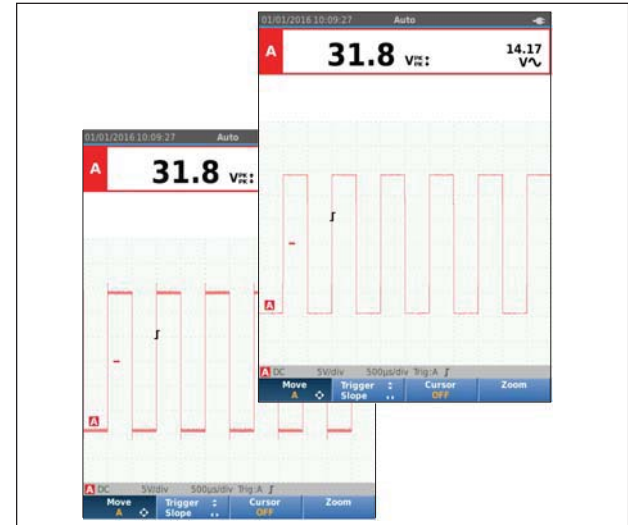 01/01/2016 10:09:27 Auto
A 31.8 VPKPK: 14.17 V
A
A DC 5V/div 500µs/div Trig:A
Move A Trigger Slope Cursor OFF Zoom
01/01/2016 10:09:27 Auto
A 31.8 VPKPK:
A
A DC 5V/div 500µs/div Trig:A
Move A Trigger Slope Cursor OFF Zoom